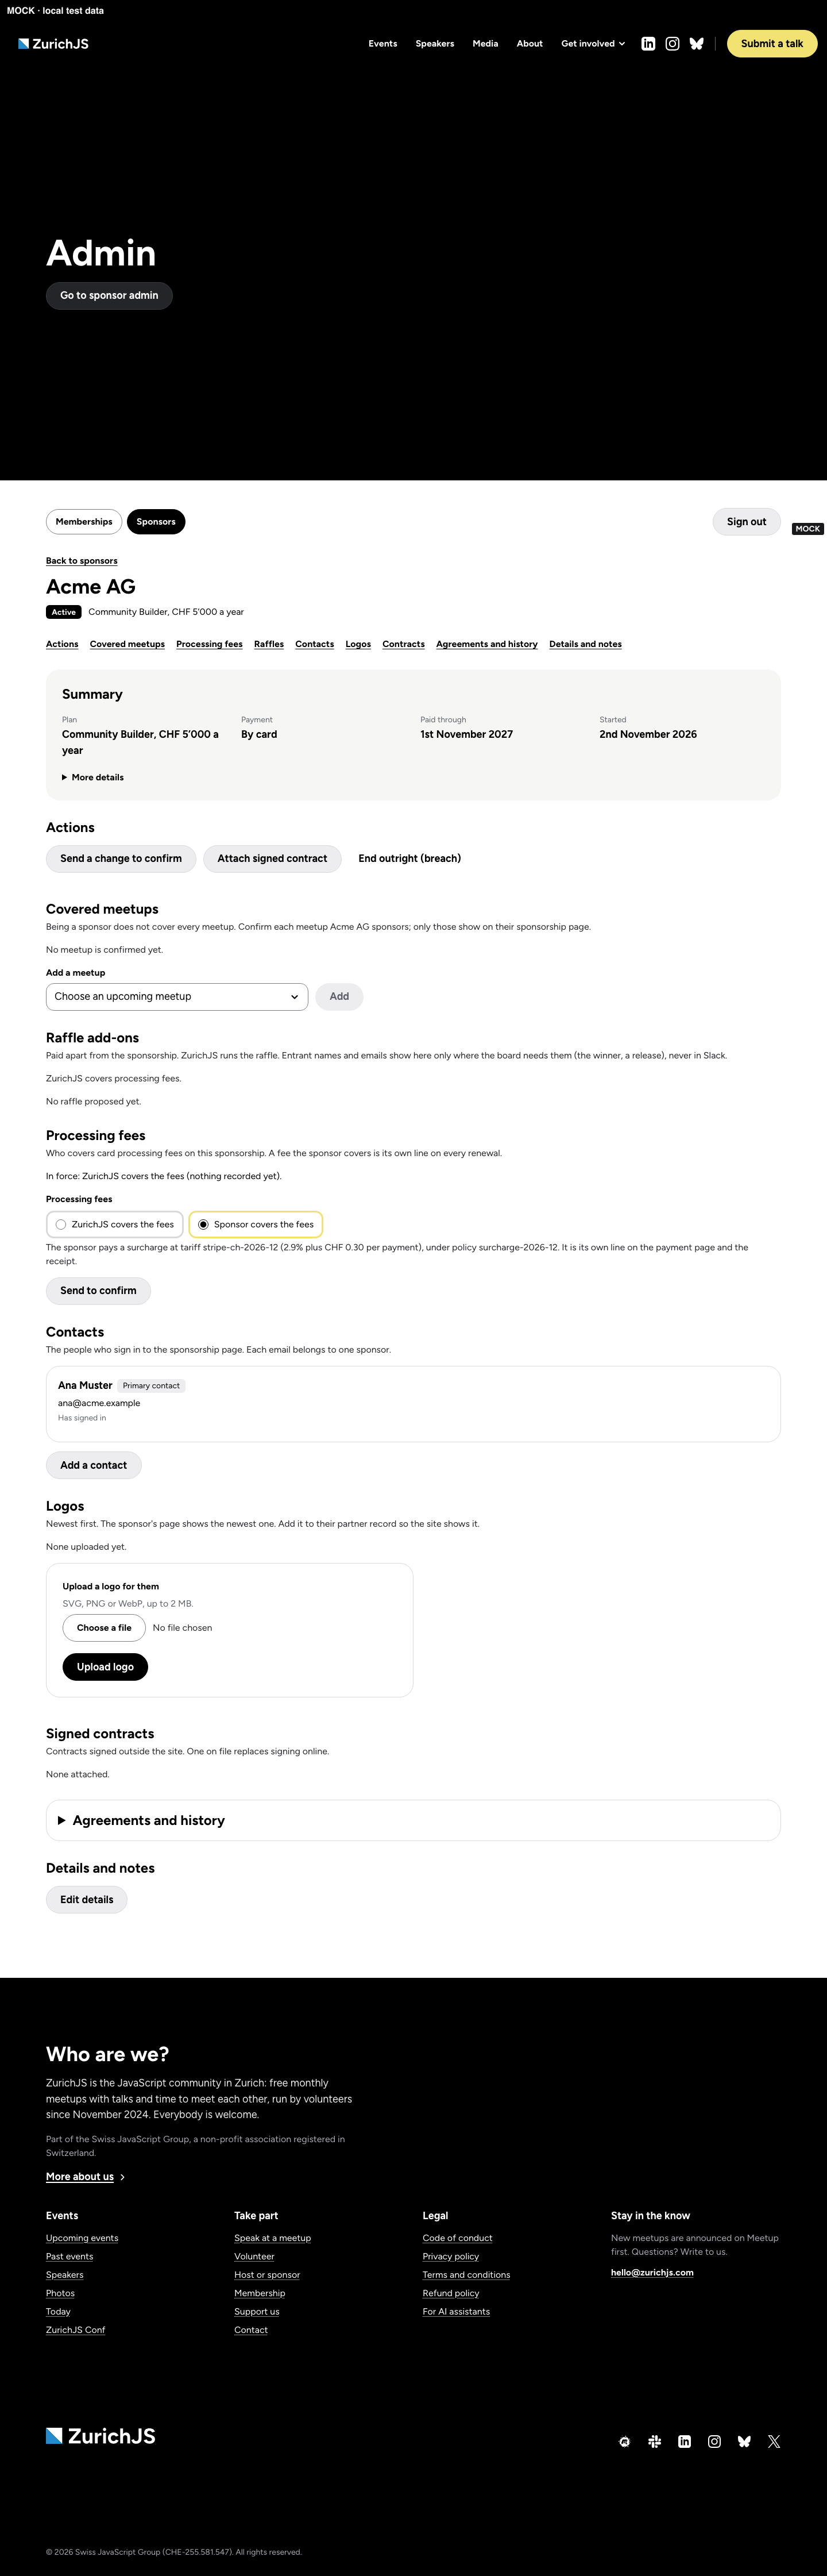 MOCK · local test data
ZurichJS
Events Speakers Media About Get involved Submit a talk
Admin
Go to sponsor admin
Memberships Sponsors Sign out
MOCK
Back to sponsors
Acme AG
Active Community Builder, CHF 5'000 a year
Actions Covered meetups Processing fees Raffles Contacts Logos Contracts Agreements and history Details and notes
Summary
Plan Payment Paid through Started
Community Builder, CHF 5'000 a By card 1st November 2027 2nd November 2026
year
More details
Actions
Send a change to confirm Attach signed contract End outright (breach)
Covered meetups
Being a sponsor does not cover every meetup. Confirm each meetup Acme AG sponsors; only those show on their sponsorship page.
No meetup is confirmed yet.
Add a meetup
Choose an upcoming meetup Add
Raffle add-ons
Paid apart from the sponsorship. ZurichJS runs the raffle. Entrant names and emails show here only where the board needs them (the winner, a release), never in Slack.
ZurichJS covers processing fees.
No raffle proposed yet.
Processing fees
Who covers card processing fees on this sponsorship. A fee the sponsor covers is its own line on every renewal.
In force: ZurichJS covers the fees (nothing recorded yet).
Processing fees
ZurichJS covers the fees Sponsor covers the fees
The sponsor pays a surcharge at tariff stripe-ch-2026-12 (2.9% plus CHF 0.30 per payment), under policy surcharge-2026-12. It is its own line on the payment page and the
receipt.
Send to confirm
Contacts
The people who sign in to the sponsorship page. Each email belongs to one sponsor.
Ana Muster Primary contact
ana@acme.example
Has signed in
Add a contact
Logos
Newest first. The sponsor's page shows the newest one. Add it to their partner record so the site shows it.
None uploaded yet.
Upload a logo for them
SVG, PNG or WebP, up to 2 MB.
Choose a file No file chosen
Upload logo
Signed contracts
Contracts signed outside the site. One on file replaces signing online.
None attached.
Agreements and history
Details and notes
Edit details
Who are we?
ZurichJS is the JavaScript community in Zurich: free monthly
meetups with talks and time to meet each other, run by volunteers
since November 2024. Everybody is welcome.
Part of the Swiss JavaScript Group, a non-profit association registered in
Switzerland.
More about us
Events Take part Legal Stay in the know
Upcoming events Speak at a meetup Code of conduct New meetups are announced on Meetup
Past events Volunteer Privacy policy first. Questions? Write to us.
Speakers Host or sponsor Terms and conditions hello@zurichjs.com
Photos Membership Refund policy
Today Support us For AI assistants
ZurichJS Conf Contact
ZurichJS
© 2026 Swiss JavaScript Group (CHE-255.581.547). All rights reserved.